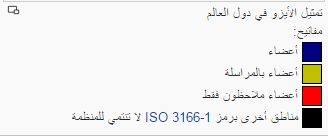 تمثيل الأيزو في دول العالم
مفاتيح:
أعضاء
أعضاء بالمراسلة
أعضاء ملاحظون فقط
مناطق أخرى برمز ISO 3166-1 لا تنتمي للمنظمة